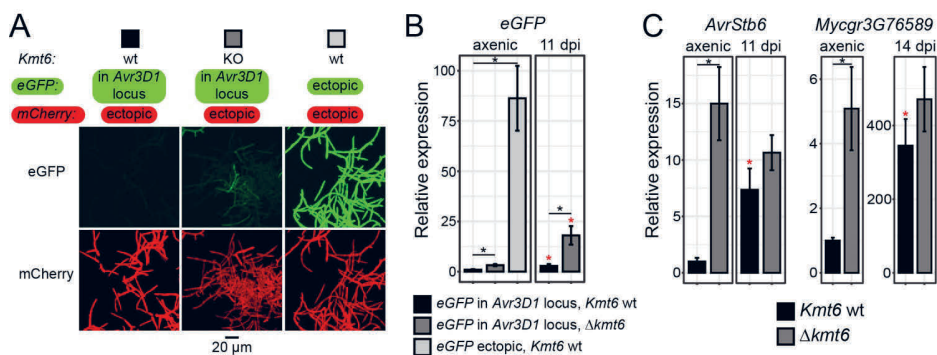 A
Kmt6: wt KO wt
eGFP: in Avr3D1 locus in Avr3D1 locus ectopic
mCherry: ectopic ectopic ectopic
eGFP
mCherry
20 µm
B
eGFP
axenic 11 dpi
Relative expression
100
75
50
25
0
* * * * *
eGFP in Avr3D1 locus, Kmt6 wt
eGFP in Avr3D1 locus, Δkmt6
eGFP ectopic, Kmt6 wt
C
AvrStb6 Mycgr3G76589
axenic 11 dpi axenic 14 dpi
Relative expression
15
10
5
0
* *
6
4
2
0
*
400
200
0
*
Kmt6 wt
Δkmt6